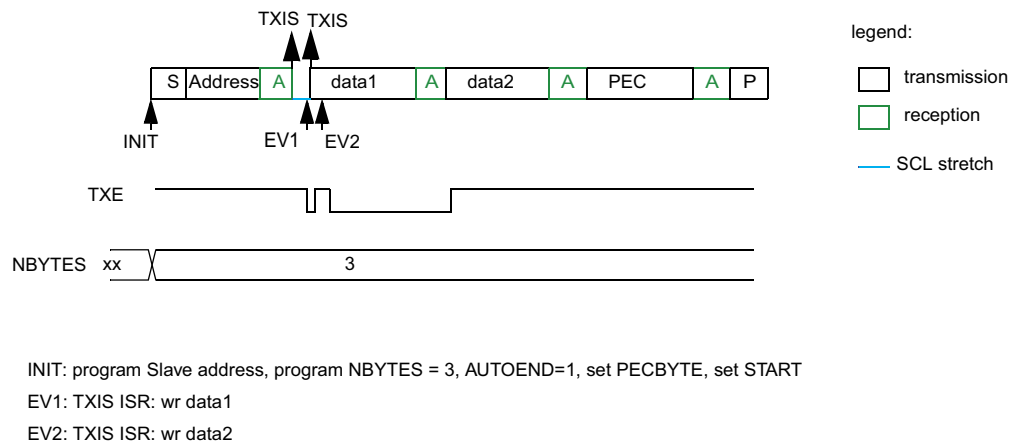 TXIS TXIS
legend:
S Address A data1 A data2 A PEC A P
transmission
reception
INIT EV1 EV2
SCL stretch
TXE
NBYTES xx 3
INIT: program Slave address, program NBYTES = 3, AUTOEND=1, set PECBYTE, set START
EV1: TXIS ISR: wr data1
EV2: TXIS ISR: wr data2